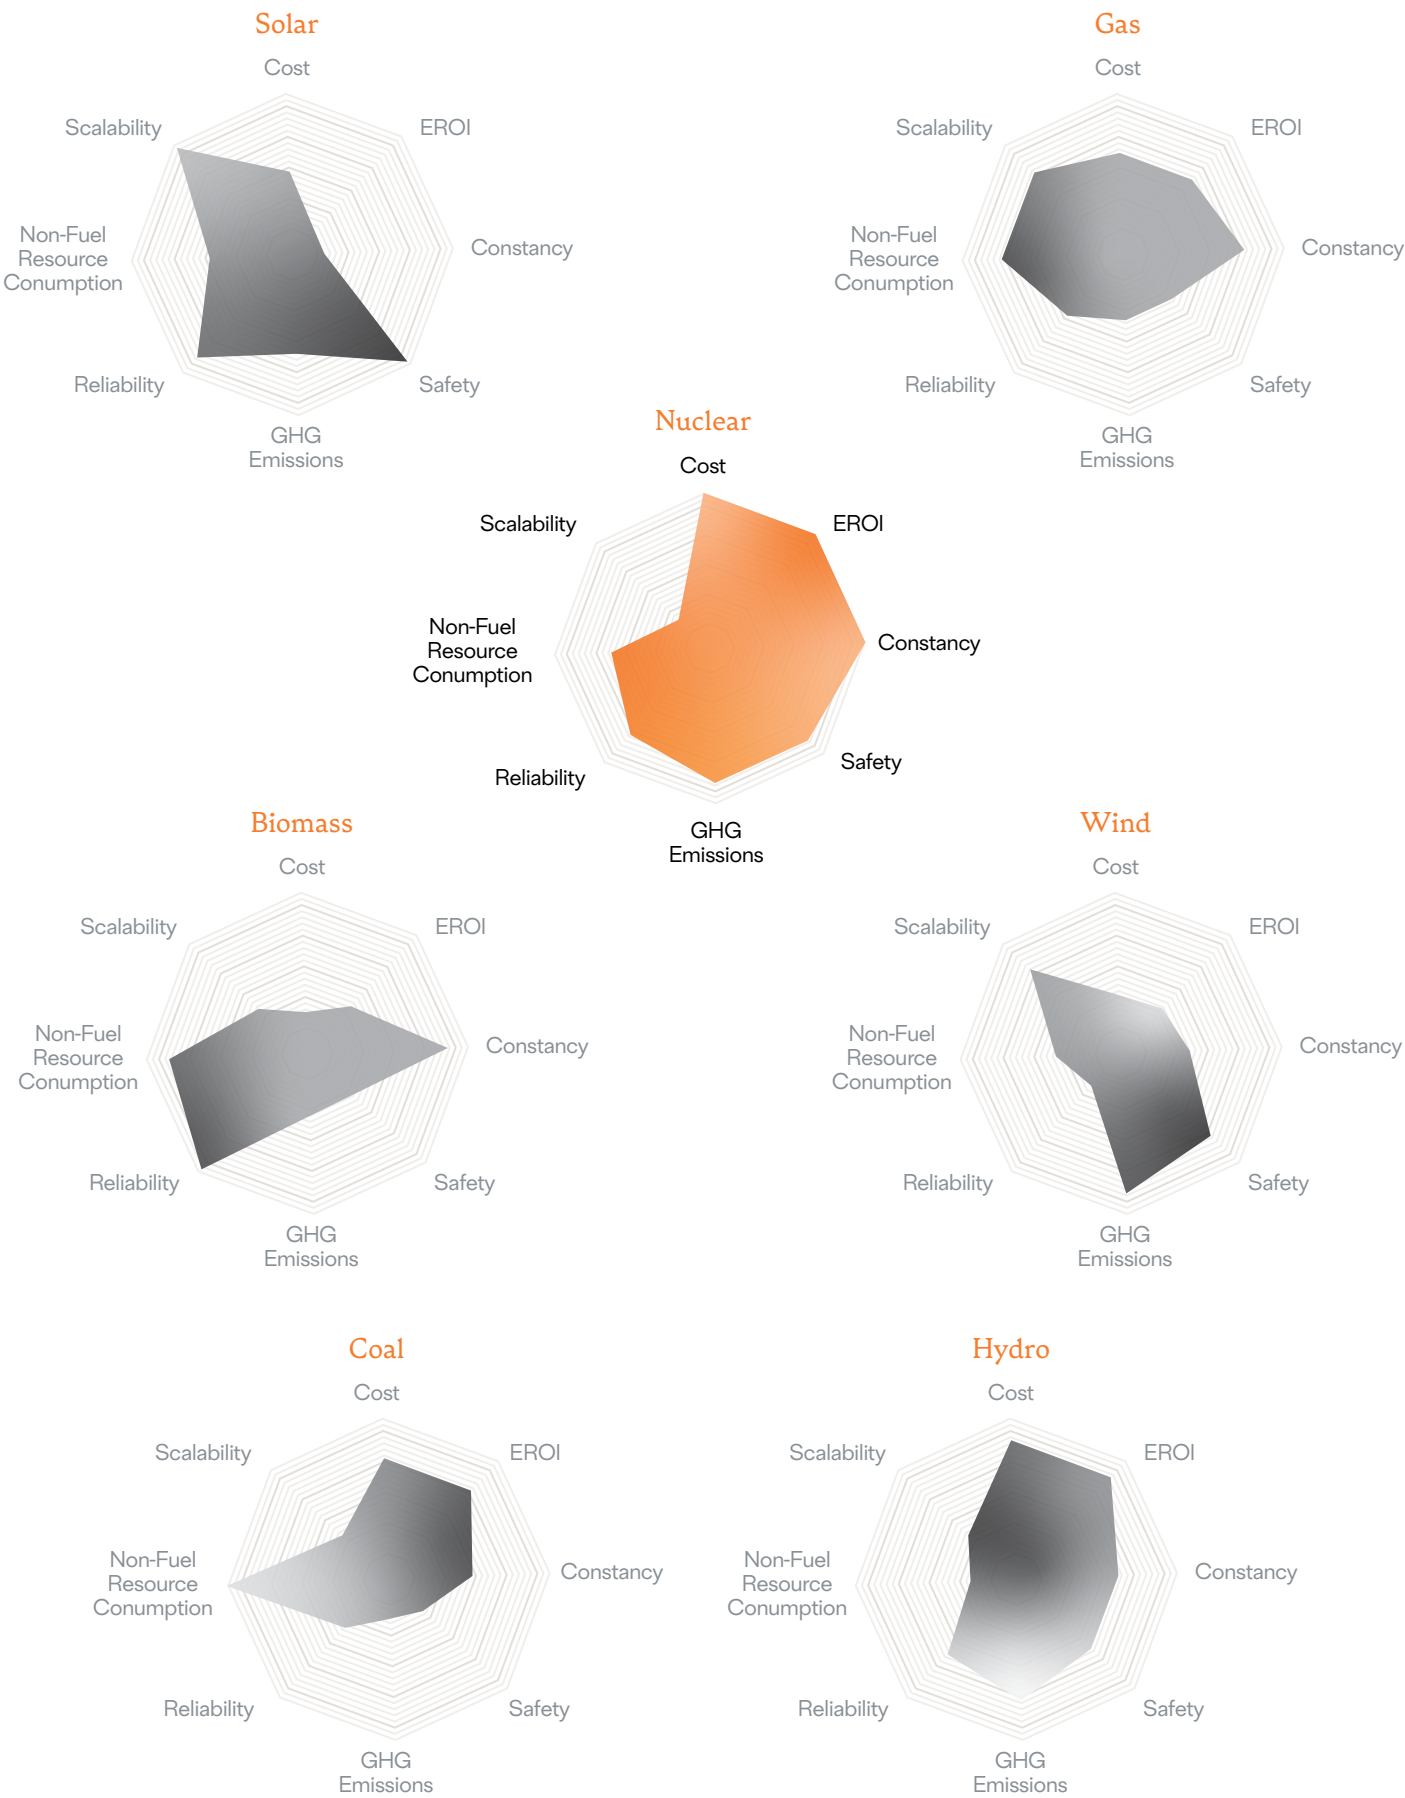 Solar
Cost
Scalability
EROI
Non-Fuel
Resource
Conumption
Constancy
Reliability
Safety
GHG
Emissions
Gas
Cost
Scalability
EROI
Non-Fuel
Resource
Conumption
Constancy
Reliability
Safety
GHG
Emissions
Nuclear
Cost
Scalability
EROI
Non-Fuel
Resource
Conumption
Constancy
Reliability
Safety
GHG
Emissions
Biomass
Cost
Scalability
EROI
Non-Fuel
Resource
Conumption
Constancy
Reliability
Safety
GHG
Emissions
Wind
Cost
Scalability
EROI
Non-Fuel
Resource
Conumption
Constancy
Reliability
Safety
GHG
Emissions
Coal
Cost
Scalability
EROI
Non-Fuel
Resource
Conumption
Constancy
Reliability
Safety
GHG
Emissions
Hydro
Cost
Scalability
EROI
Non-Fuel
Resource
Conumption
Constancy
Reliability
Safety
GHG
Emissions